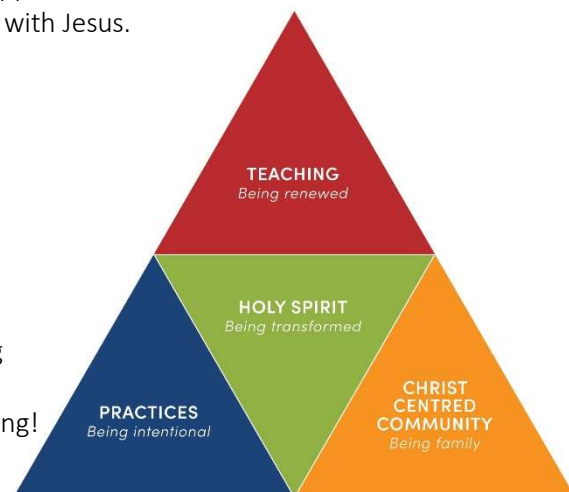 with Jesus.
TEACHING
Being renewed
HOLY SPIRIT
Being transformed
PRACTICES
Being intentional
CHRIST
CENTRED
COMMUNITY
Being family
ng!